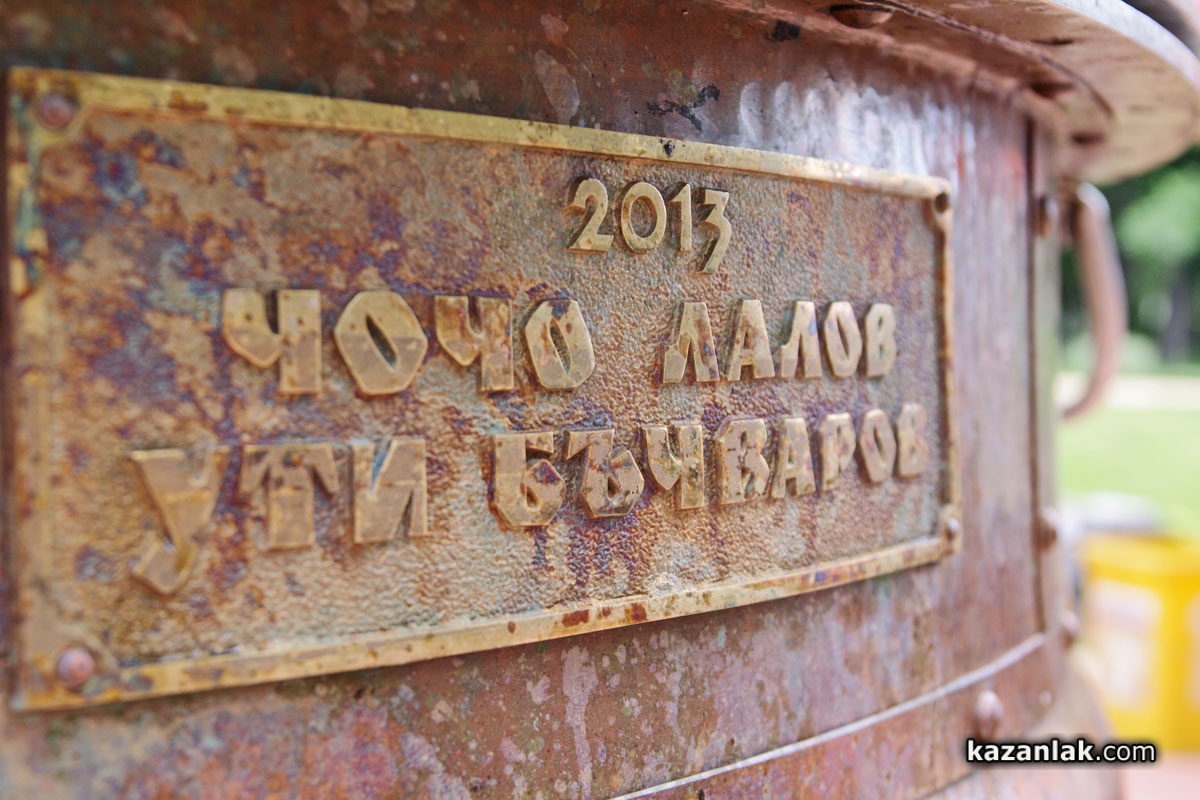 2013
ЧОЧО ЛАЛОВ
УТИ БЪЧВАРОВ
kazanlak.com